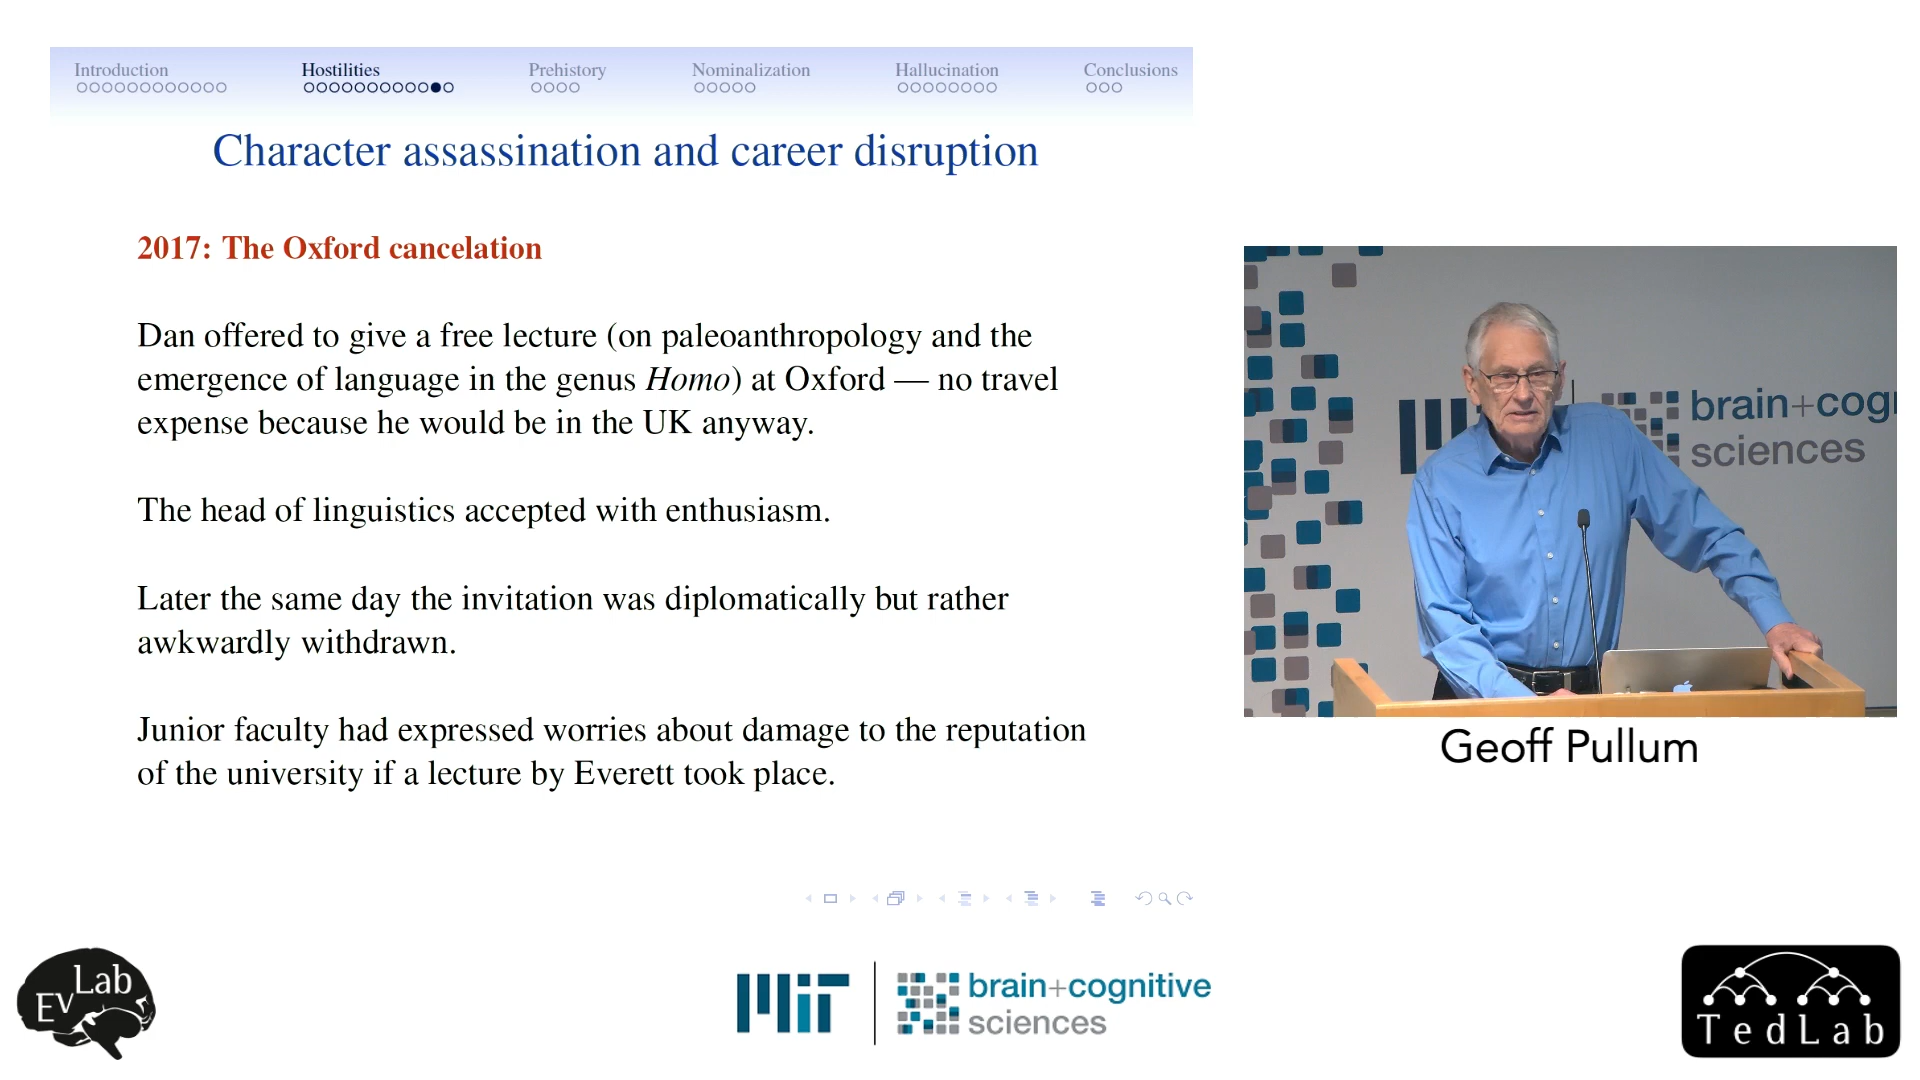 Introduction
Hostilities
Prehistory
Nominalization
Hallucination
Conclusions
Character assassination and career disruption
2017: The Oxford cancelation
Dan offered to give a free lecture (on paleoanthropology and the
emergence of language in the genus Homo) at Oxford — no travel
expense because he would be in the UK anyway.
The head of linguistics accepted with enthusiasm.
Later the same day the invitation was diplomatically but rather
awkwardly withdrawn.
Junior faculty had expressed worries about damage to the reputation
of the university if a lecture by Everett took place.
brain+cogni
sciences
Geoff Pullum
EvLab
MIT
brain+cognitive
sciences
TedLab